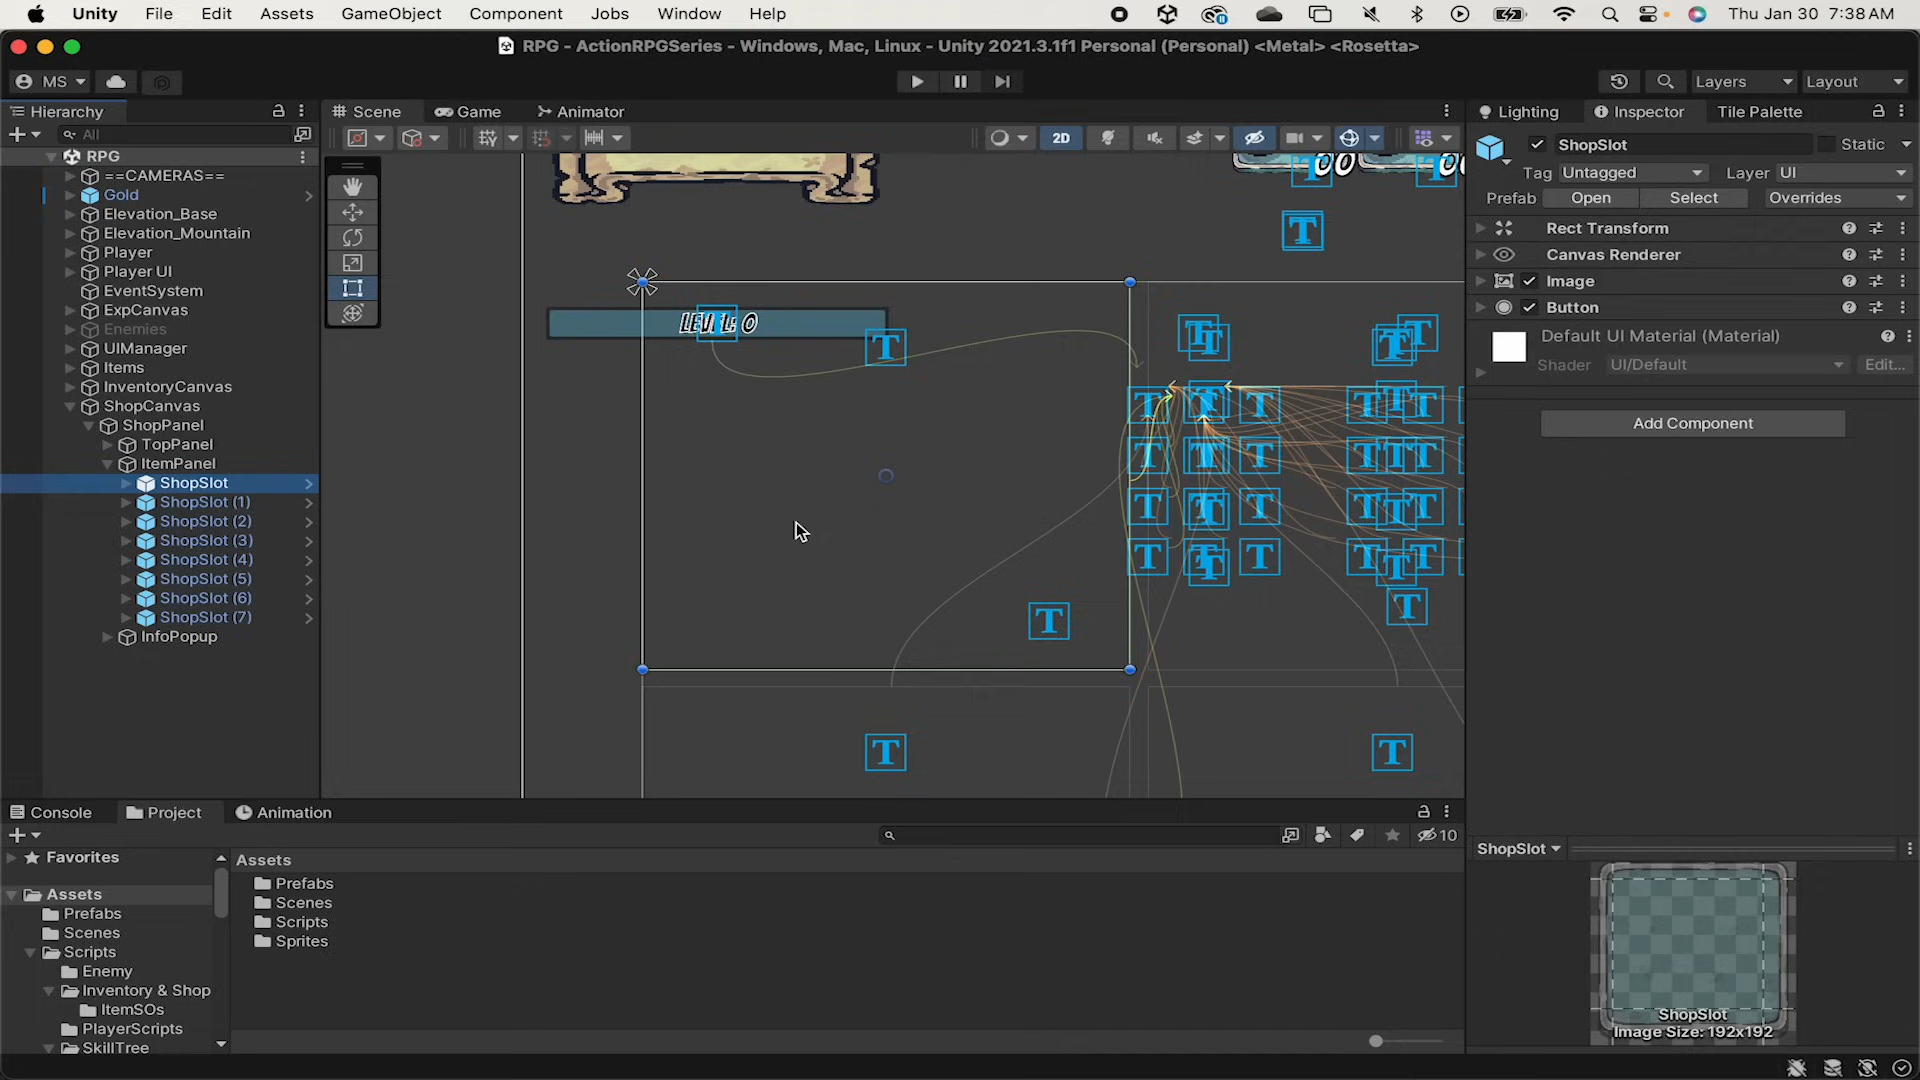 Unity File Edit Assets GameObject Component Jobs Window Help Thu Jan 30 7:38 AM
RPG - ActionRPGSeries - Windows, Mac, Linux - Unity 2021.3.1f1 Personal (Personal) <Metal> <Rosetta>
MS Layers Layout
Hierarchy
All
RPG
==CAMERAS==
Gold
Elevation_Base
Elevation_Mountain
Player
Player UI
EventSystem
ExpCanvas
Enemies
UIManager
Items
InventoryCanvas
ShopCanvas
ShopPanel
TopPanel
ItemPanel
ShopSlot
ShopSlot (1)
ShopSlot (2)
ShopSlot (3)
ShopSlot (4)
ShopSlot (5)
ShopSlot (6)
ShopSlot (7)
InfoPopup
Scene Game Animator
2D
LEVEL: 0
Lighting Inspector Tile Palette
ShopSlot Static
Tag Untagged Layer UI
Prefab Open Select Overrides
Rect Transform
Canvas Renderer
Image
Button
Default UI Material (Material)
Shader UI/Default Edit...
Add Component
ShopSlot
ShopSlot
Image Size: 192x192
Console Project Animation
10
Favorites
Assets
Prefabs
Scenes
Scripts
Enemy
Inventory & Shop
ItemSOs
PlayerScripts
SkillTree
Assets
Prefabs
Scenes
Scripts
Sprites